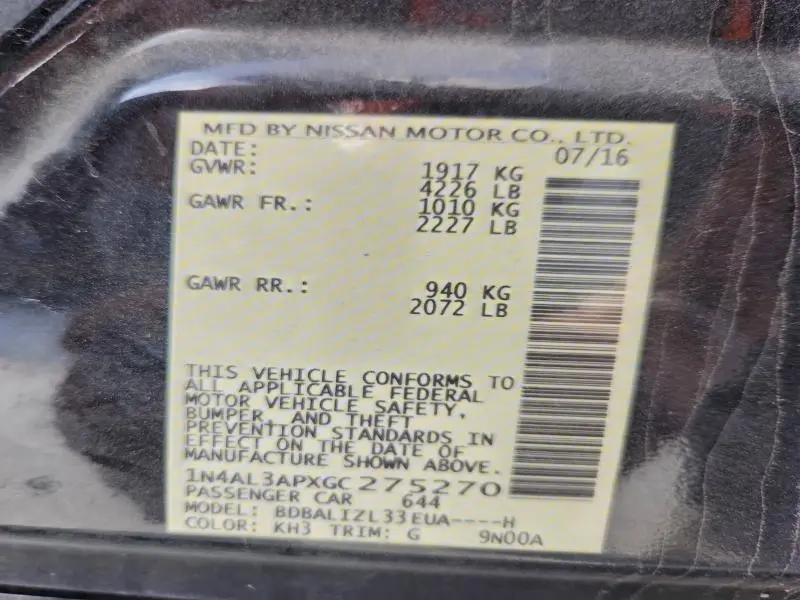 MFD BY NISSAN MOTOR CO., LTD.
DATE: 07/16
GVWR: 1917 KG
4226 LB
GAWR FR.: 1010 KG
2227 LB
GAWR RR.: 940 KG
2072 LB
THIS VEHICLE CONFORMS TO
ALL APPLICABLE FEDERAL
MOTOR VEHICLE SAFETY,
BUMPER, AND THEFT
PREVENTION STANDARDS IN
EFFECT ON THE DATE OF
MANUFACTURE SHOWN ABOVE.
1N4AL3APXGC275270
PASSENGER CAR 644
MODEL: BDBALIZL33EUA----H
COLOR: KH3 TRIM: G 9N00A